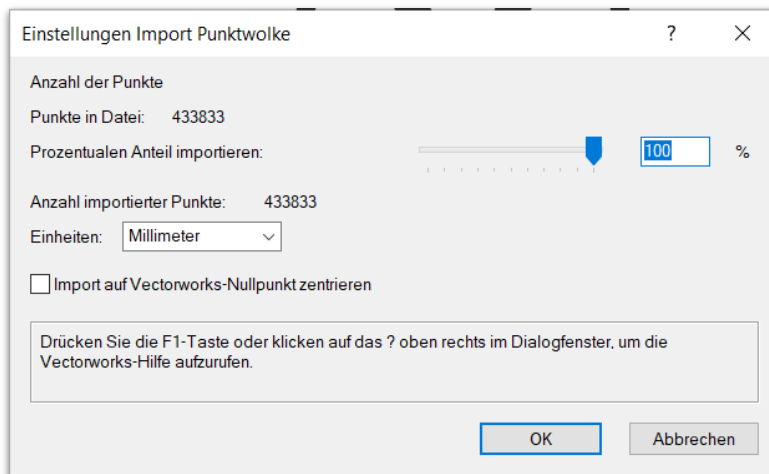 Einstellungen Import Punktwolke ?
Anzahl der Punkte
Punkte in Datei: 433833
Prozentualen Anteil importieren: 100 %
Anzahl importierter Punkte: 433833
Einheiten: Millimeter
Import auf Vectorworks-Nullpunkt zentrieren
Drücken Sie die F1-Taste oder klicken auf das ? oben rechts im Dialogfenster, um die
Vectorworks-Hilfe aufzurufen.
OK Abbrechen